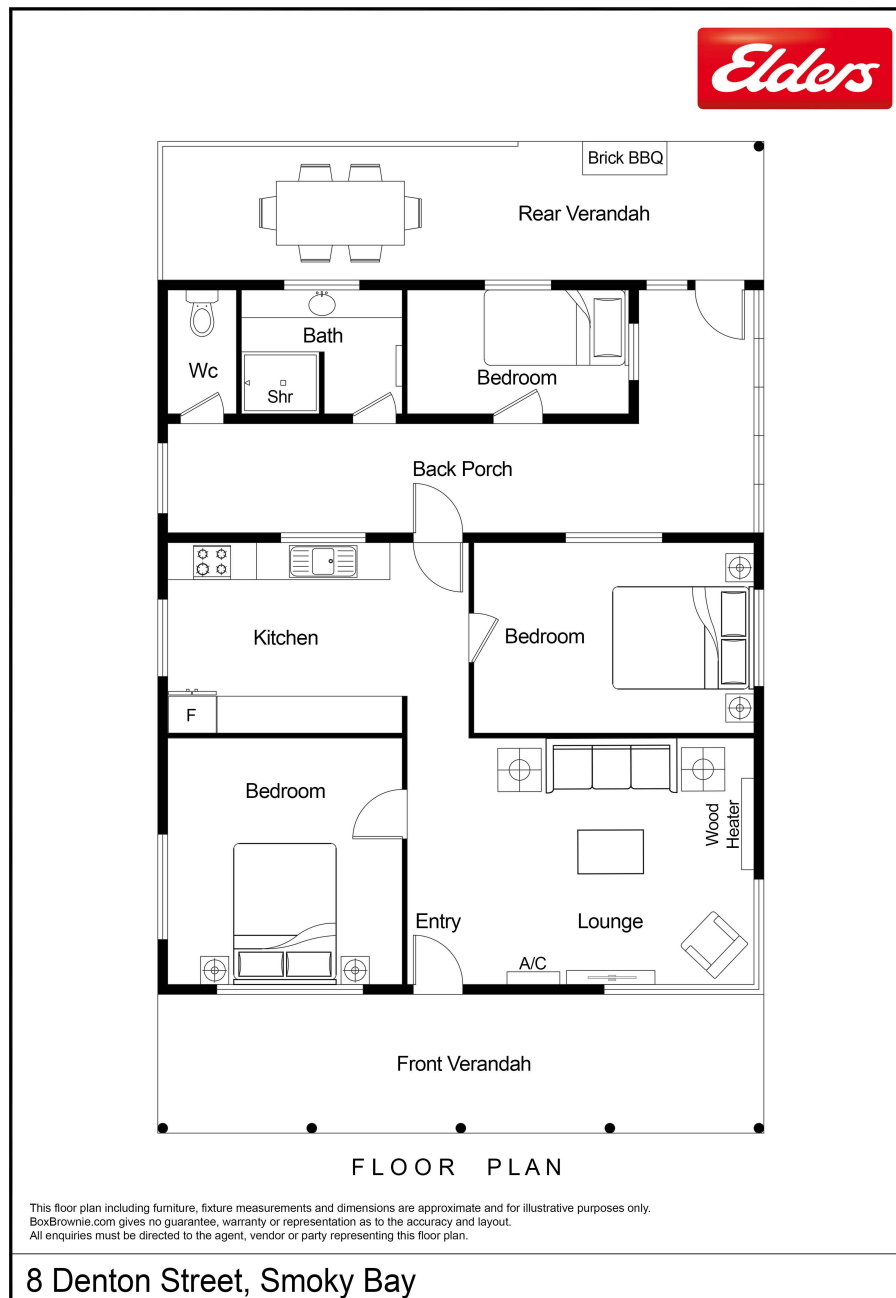 Elders
Brick BBQ
Rear Verandah
Bath
Wc
Bedroom
Shr
Back Porch
Kitchen
Bedroom
F
Bedroom
Wood
Heater
Entry
Lounge
A/C
Front Verandah
FLOOR PLAN
This floor plan including furniture, fixture measurements and dimensions are approximate and for illustrative purposes only.
BoxBrownie.com gives no guarantee, warranty or representation as to the accuracy and layout.
All enquiries must be directed to the agent, vendor or party representing this floor plan.
8 Denton Street, Smoky Bay